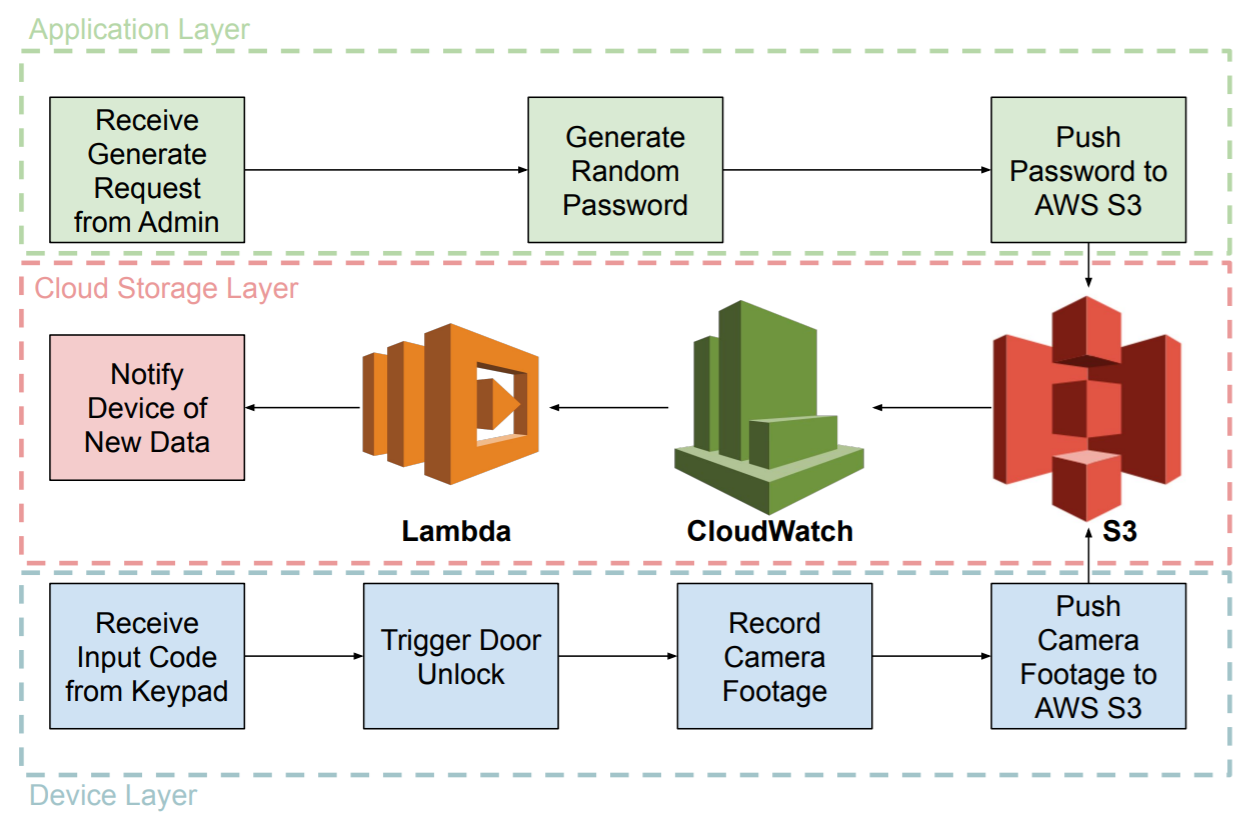 Application Layer
Receive
Generate
Request
from Admin
Generate
Random
Password
Push
Password to
AWS S3
Cloud Storage Layer
Notify
Device of
New Data
Lambda
CloudWatch
S3
Receive
Input Code
from Keypad
Trigger Door
Unlock
Record
Camera
Footage
Push
Camera
Footage to
AWS S3
Device Layer